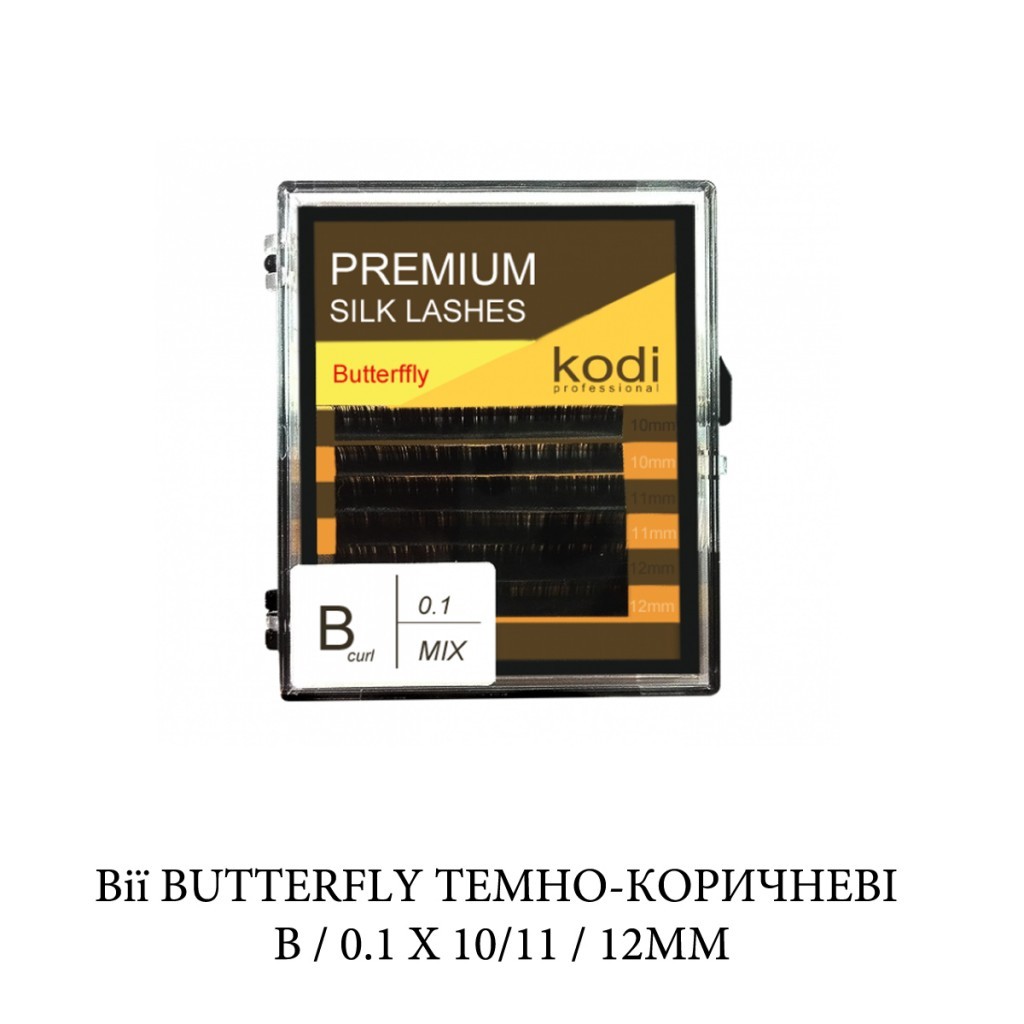 PREMIUM
SILK LASHES
Butterffly
kodi
professional
10mm
10mm
11mm
11mm
12mm
12mm
B
curl
0.1
MIX
Вії BUTTERFLY ТЕМНО-КОРИЧНЕВІ
B / 0.1 X 10/11 / 12ММ